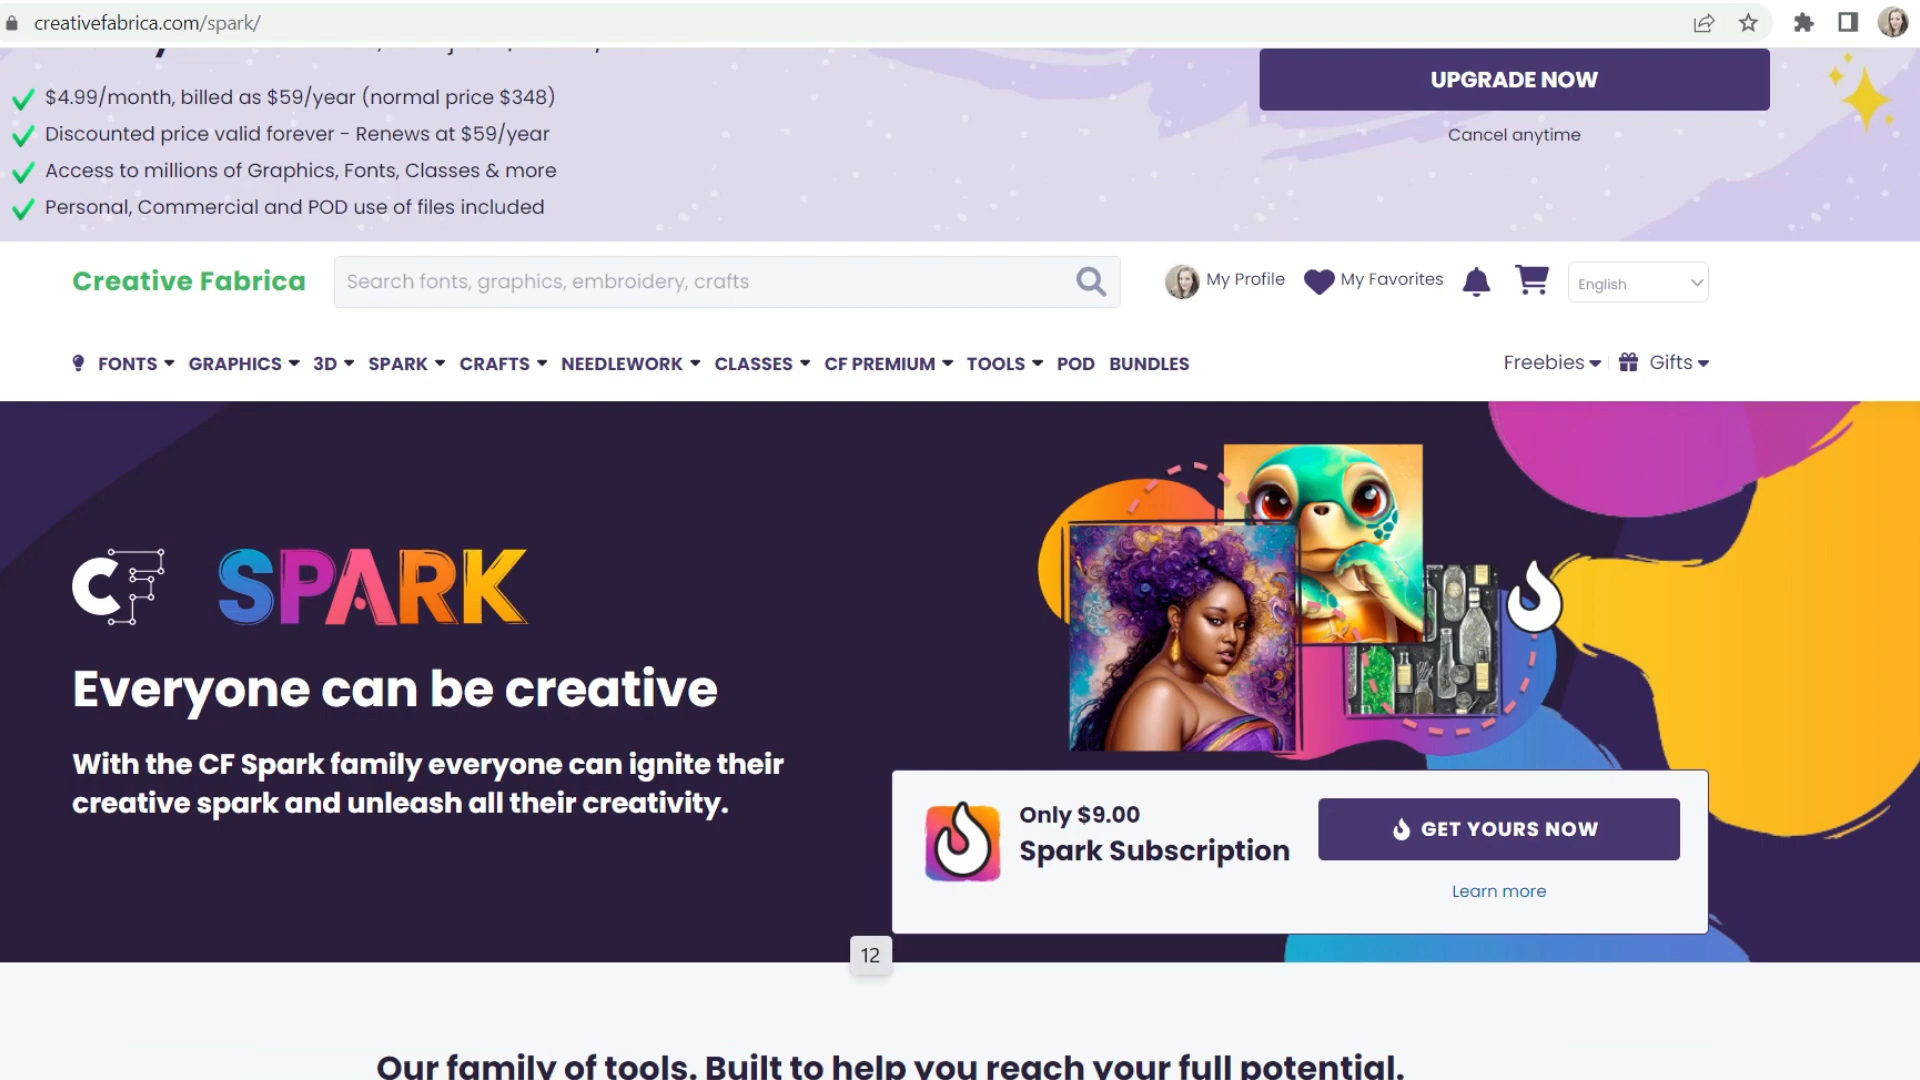 creativefabrica.com/spark/
$4.99/month, billed as $59/year (normal price $348)
Discounted price valid forever - Renews at $59/year
Access to millions of Graphics, Fonts, Classes & more
Personal, Commercial and POD use of files included
UPGRADE NOW
Cancel anytime
Creative Fabrica
Search fonts, graphics, embroidery, crafts
My Profile
My Favorites
English
FONTS GRAPHICS 3D SPARK CRAFTS NEEDLEWORK CLASSES CF PREMIUM TOOLS POD BUNDLES
Freebies Gifts
CF SPARK
Everyone can be creative
With the CF Spark family everyone can ignite their
creative spark and unleash all their creativity.
Only $9.00
Spark Subscription
GET YOURS NOW
Learn more
12
Our family of tools. Built to help you reach your full potential.